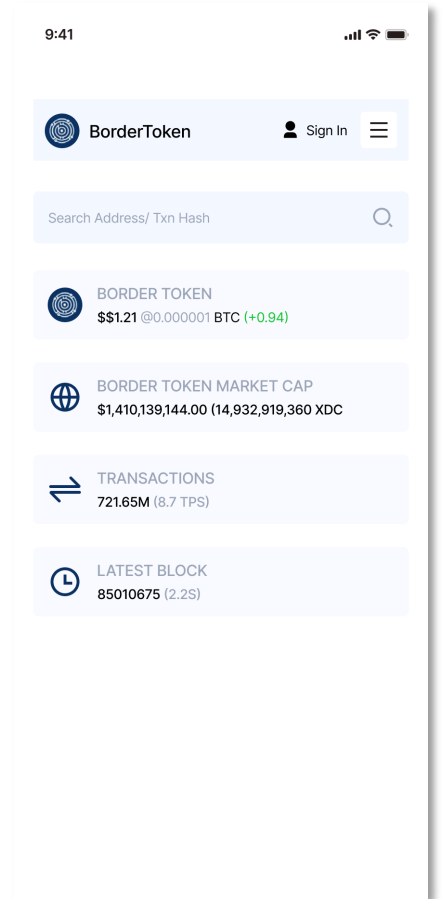 9:41
BorderToken
Sign In
Search Address/ Txn Hash
BORDER TOKEN
$$1.21 @0.000001 BTC (+0.94)
BORDER TOKEN MARKET CAP
$1,410,139,144.00 (14,932,919,360 XDC
TRANSACTIONS
721.65M (8.7 TPS)
LATEST BLOCK
85010675 (2.2S)